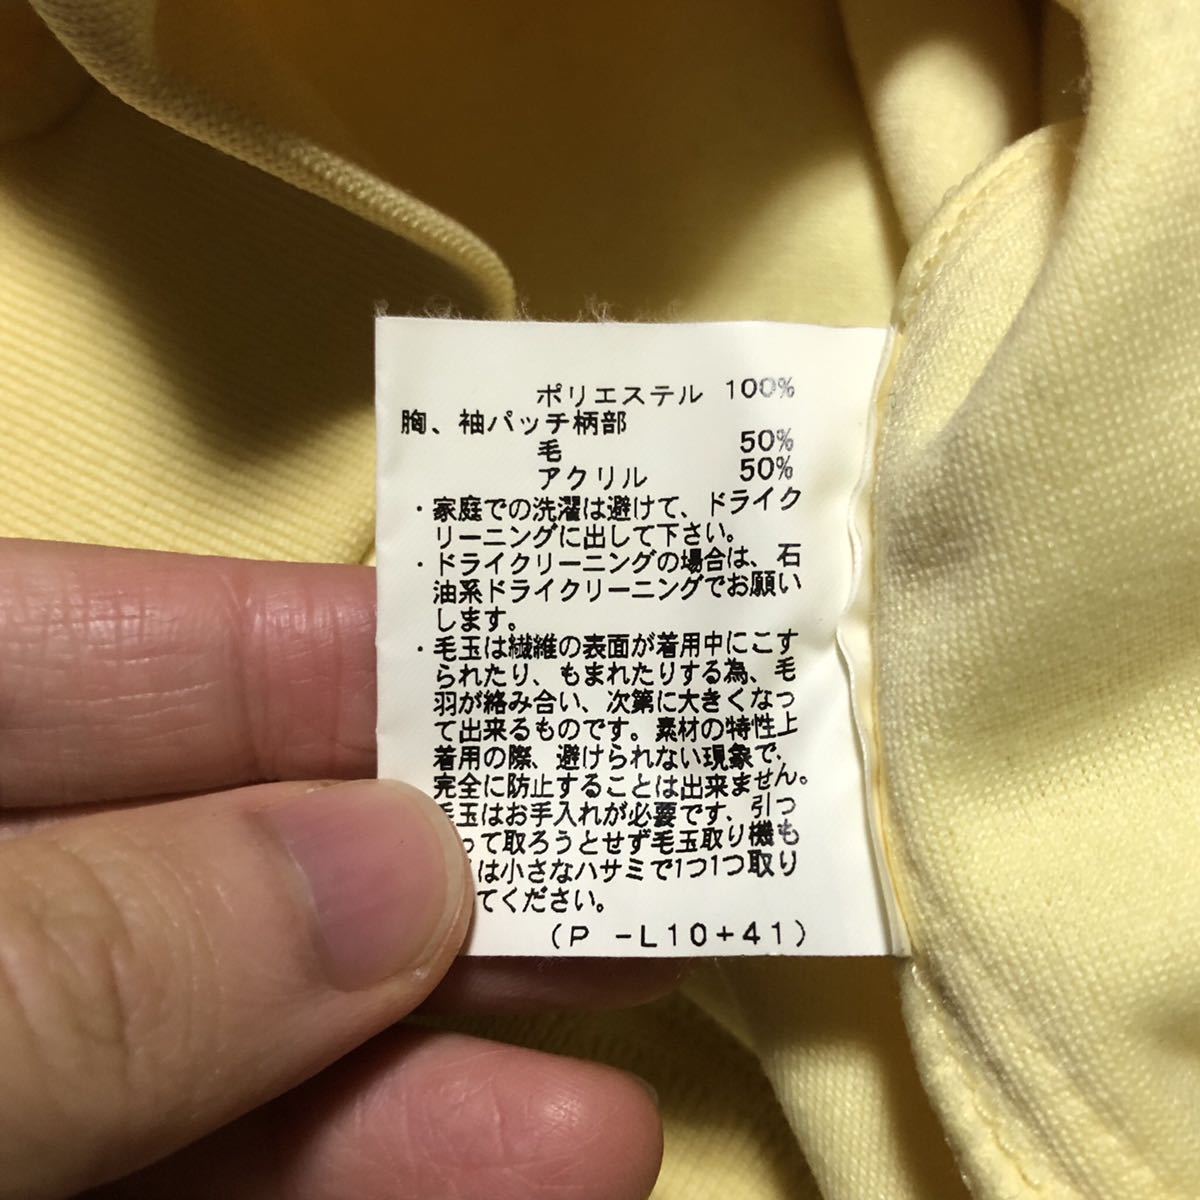 ポリエステル 100%
胸、袖パッチ柄部
毛 50%
アクリル 50%
・家庭での洗濯は避けて、ドライク
リーニングに出して下さい。
・ドライクリーニングの場合は、石
油系ドライクリーニングでお願い
します。
・毛玉は繊維の表面が着用中にこす
られたり、もまれたりする為、毛
羽が絡み合い、次第に大きくなっ
て出来るものです。素材の特性上
着用の際、避けられない現象で、
完全に防止することは出来ません。
毛玉はお手入れが必要です、引っ
って取ろうとせず毛玉取り機も
は小さなハサミで1つ1つ取り
てください。
(P -L10+41)